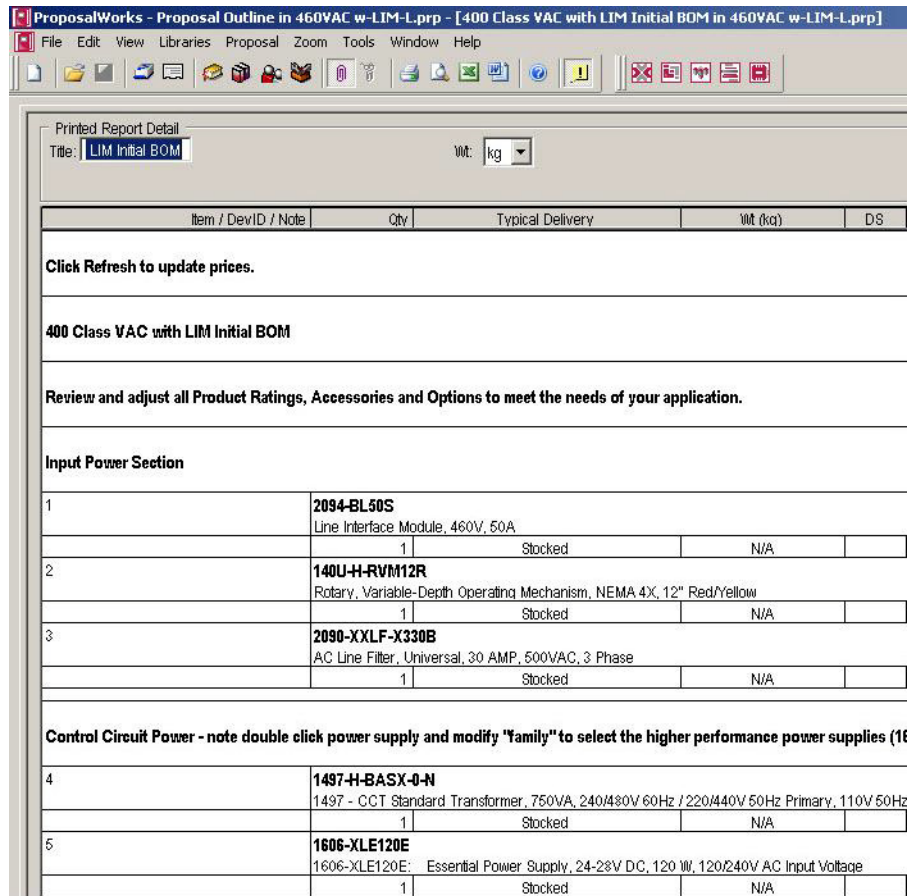 ProposalWorks - Proposal Outline in 460VAC w-LIM-L.prp - [400 Class VAC with LIM Initial BOM in 460VAC w-LIM-L.prp]
File Edit View Libraries Proposal Zoom Tools Window Help
Printed Report Detail
Title: LIM Initial BOM Wt: kg
Item / DevID / Note Qty Typical Delivery Wt (kg) DS
Click Refresh to update prices.
400 Class VAC with LIM Initial BOM
Review and adjust all Product Ratings, Accessories and Options to meet the needs of your application.
Input Power Section
1 2094-BL50S
Line Interface Module, 460V, 50A
1 Stocked N/A
2 140U-H-RVM12R
Rotary, Variable-Depth Operating Mechanism, NEMA 4X, 12" Red/Yellow
1 Stocked N/A
3 2090-XXLF-X330B
AC Line Filter, Universal, 30 AMP, 500VAC, 3 Phase
1 Stocked N/A
Control Circuit Power - note double click power supply and modify "family" to select the higher performance power supplies (16
4 1497-H-BASX-0-N
1497 - CCT Standard Transformer, 750VA, 240/480V 60Hz / 220/440V 50Hz Primary, 110V 50Hz
1 Stocked N/A
5 1606-XLE120E
1606-XLE120E: Essential Power Supply, 24-28V DC, 120 W, 120/240V AC Input Voltage
1 Stocked N/A